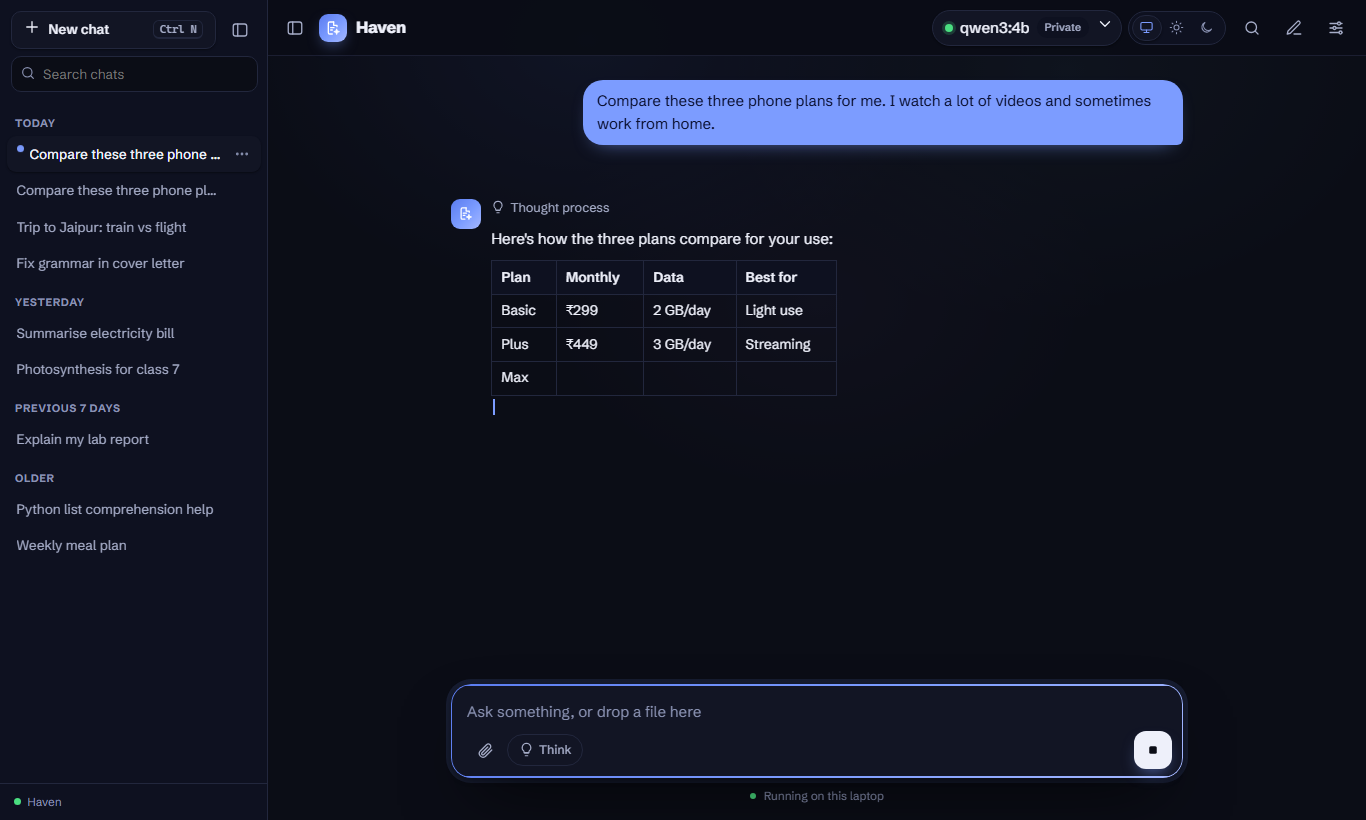 New chat
Ctrl N
Search chats
TODAY
Compare these three phone ...
Compare these three phone pl...
Trip to Jaipur: train vs flight
Fix grammar in cover letter
YESTERDAY
Summarise electricity bill
Photosynthesis for class 7
PREVIOUS 7 DAYS
Explain my lab report
OLDER
Python list comprehension help
Weekly meal plan
Haven
Haven
qwen3:4b Private
Compare these three phone plans for me. I watch a lot of videos and sometimes
work from home.
Thought process
Here's how the three plans compare for your use:
Plan Monthly Data Best for
Basic ₹299 2 GB/day Light use
Plus ₹449 3 GB/day Streaming
Max
Ask something, or drop a file here
Think
Running on this laptop